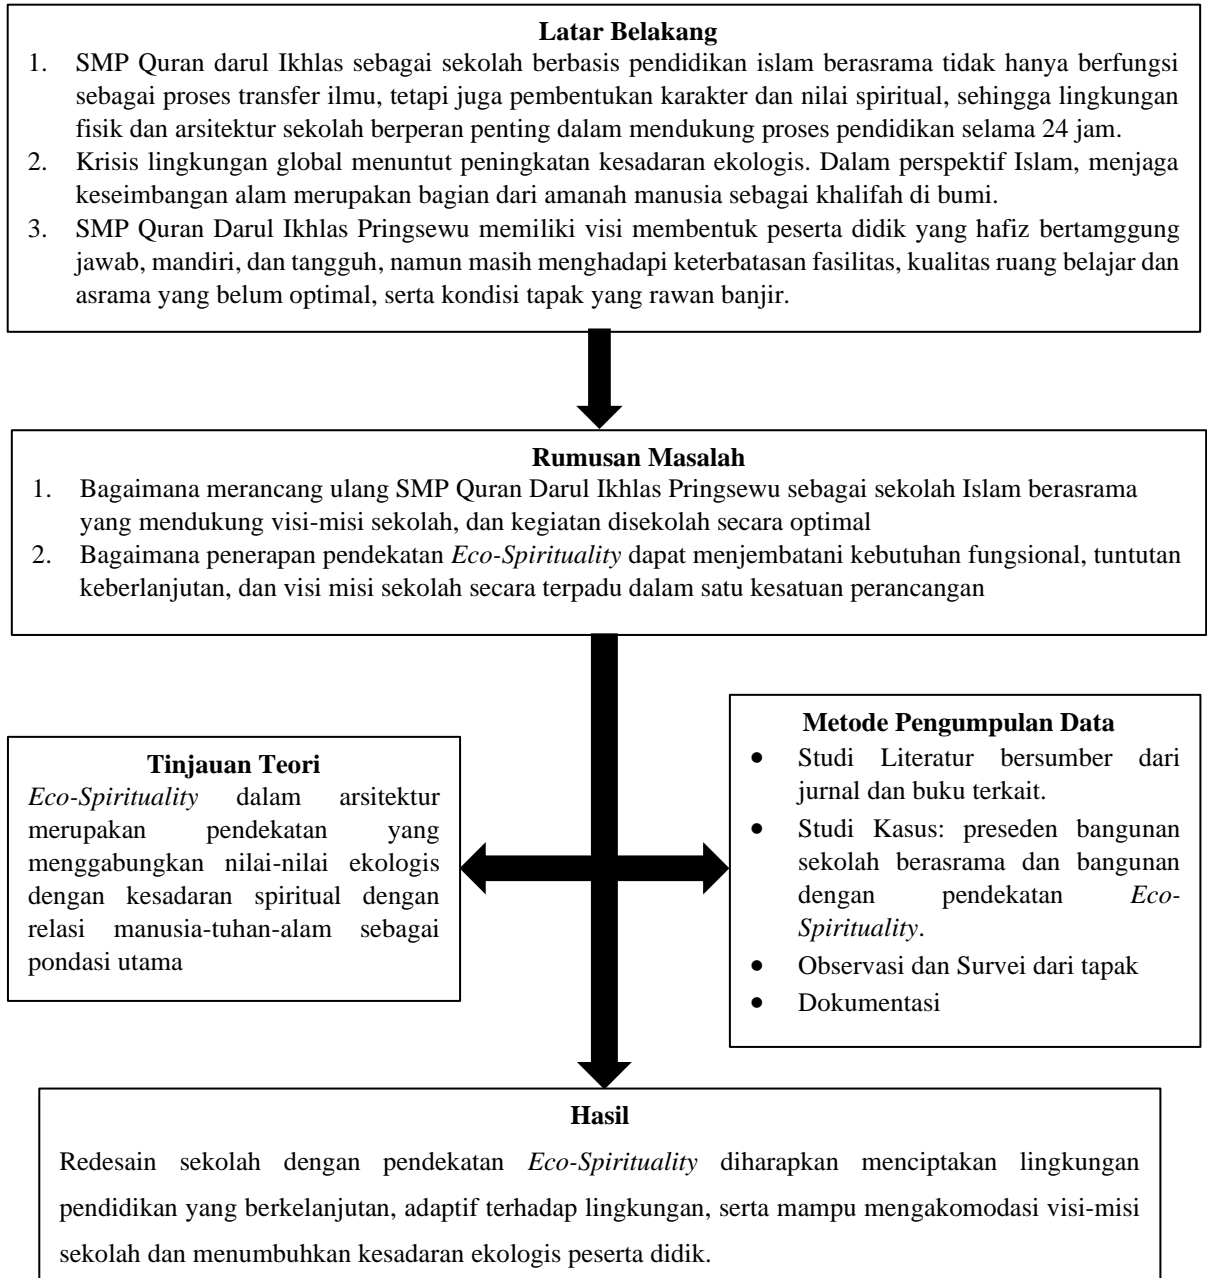 Latar Belakang
1. SMP Quran darul Ikhlas sebagai sekolah berbasis pendidikan islam berasrama tidak hanya berfungsi
sebagai proses transfer ilmu, tetapi juga pembentukan karakter dan nilai spiritual, sehingga lingkungan
fisik dan arsitektur sekolah berperan penting dalam mendukung proses pendidikan selama 24 jam.
2. Krisis lingkungan global menuntut peningkatan kesadaran ekologis. Dalam perspektif Islam, menjaga
keseimbangan alam merupakan bagian dari amanah manusia sebagai khalifah di bumi.
3. SMP Quran Darul Ikhlas Pringsewu memiliki visi membentuk peserta didik yang hafiz bertamggung
jawab, mandiri, dan tangguh, namun masih menghadapi keterbatasan fasilitas, kualitas ruang belajar dan
asrama yang belum optimal, serta kondisi tapak yang rawan banjir.
Rumusan Masalah
1. Bagaimana merancang ulang SMP Quran Darul Ikhlas Pringsewu sebagai sekolah Islam berasrama
yang mendukung visi-misi sekolah, dan kegiatan disekolah secara optimal
2. Bagaimana penerapan pendekatan Eco-Spirituality dapat menjembatani kebutuhan fungsional, tuntutan
keberlanjutan, dan visi misi sekolah secara terpadu dalam satu kesatuan perancangan
Tinjauan Teori
Eco-Spirituality dalam arsitektur
merupakan pendekatan yang
menggabungkan nilai-nilai ekologis
dengan kesadaran spiritual dengan
relasi manusia-tuhan-alam sebagai
pondasi utama
Metode Pengumpulan Data
• Studi Literatur bersumber dari
jurnal dan buku terkait.
• Studi Kasus: preseden bangunan
sekolah berasrama dan bangunan
dengan pendekatan Eco-
Spirituality.
• Observasi dan Survei dari tapak
• Dokumentasi
Hasil
Redesain sekolah dengan pendekatan Eco-Spirituality diharapkan menciptakan lingkungan
pendidikan yang berkelanjutan, adaptif terhadap lingkungan, serta mampu mengakomodasi visi-misi
sekolah dan menumbuhkan kesadaran ekologis peserta didik.